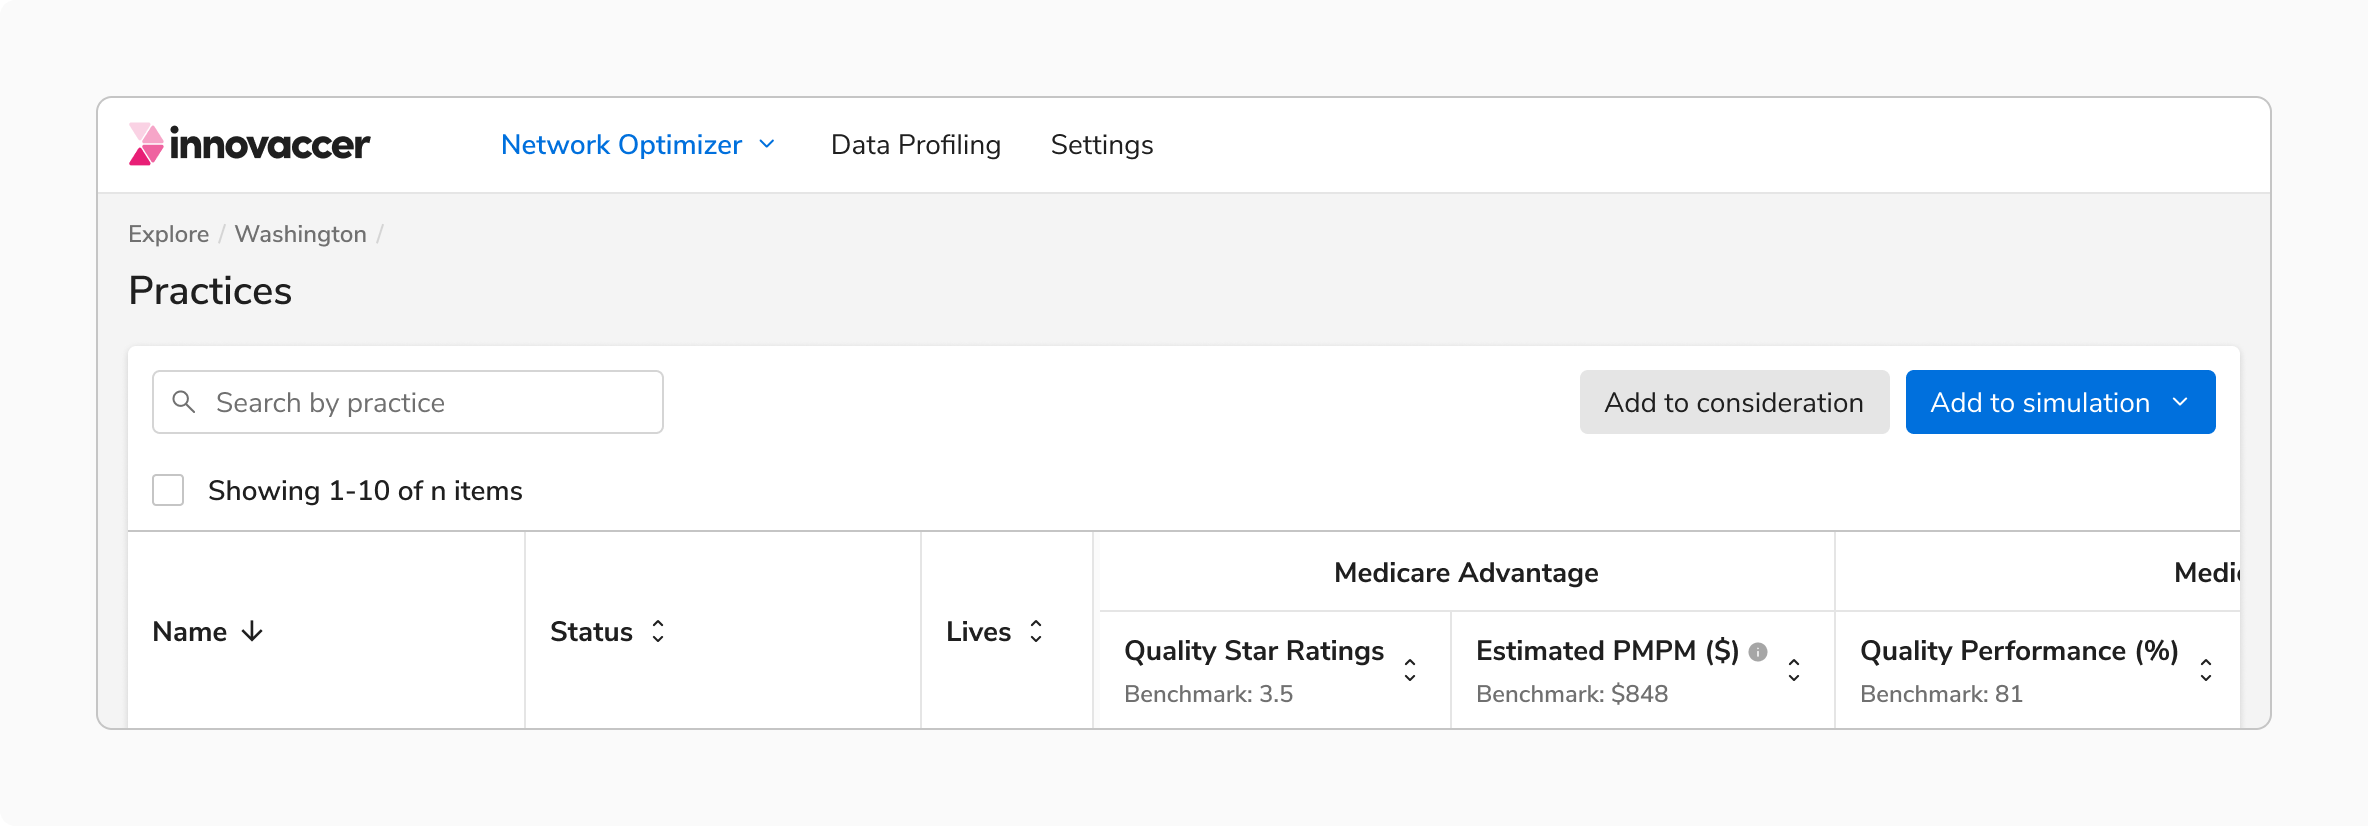 innovaccer
Network Optimizer
Data Profiling
Settings
Explore / Washington /
Practices
Search by practice
Add to consideration
Add to simulation
Showing 1-10 of n items
Name
Status
Lives
Medicare Advantage
Quality Star Ratings
Benchmark: 3.5
Estimated PMPM ($)
Benchmark: $848
Quality Performance (%)
Benchmark: 81